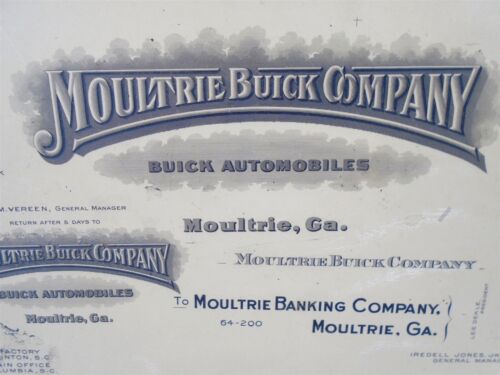 MOULTRIE BUICK COMPANY
BUICK AUTOMOBILES
M. VEREEN, GENERAL MANAGER
RETURN AFTER 5 DAYS TO
Moultrie, Ga.
MOULTRIE BUICK COMPANY
MOULTRIE BUICK COMPANY
BUICK AUTOMOBILES
Moultrie, Ga.
TO MOULTRIE BANKING COMPANY,
64-200
MOULTRIE, GA.
LEE
PRESIDENT
FACTORY
S.C.
OFFICE
S.C.
IREDELL JONES, JR.
GENERAL MANAGER